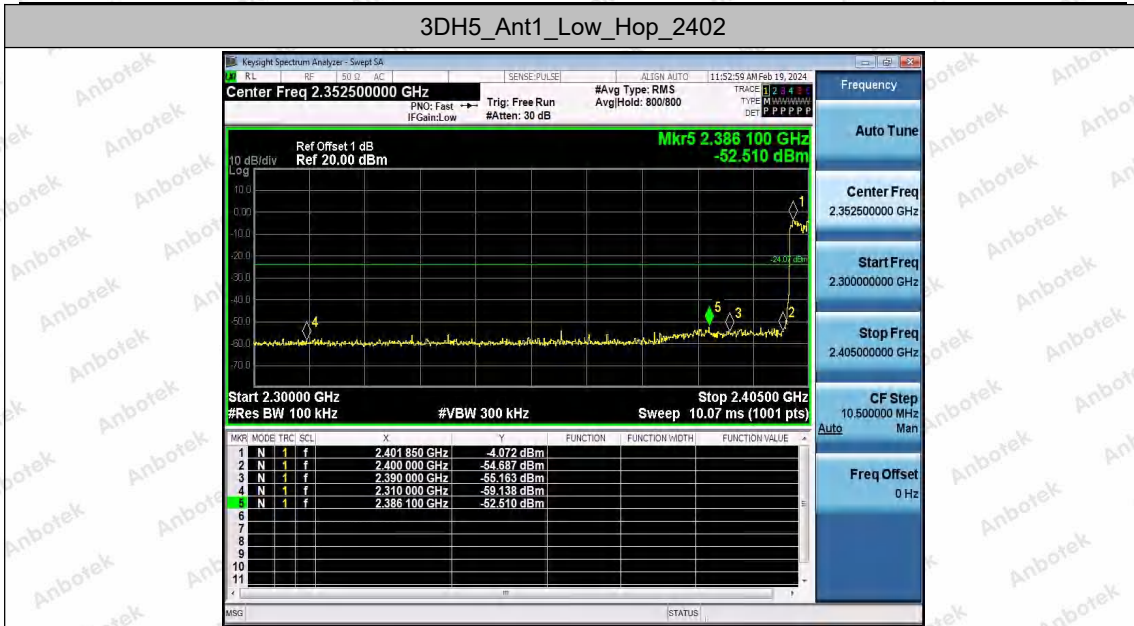 3DH5_Ant1_Low_Hop_2402
Keysight Spectrum Analyzer - Swept SA
RL RF 50 Ω AC SENSE:PULSE ALIGN AUTO 11:52:59 AM Feb 19, 2024
Center Freq 2.352500000 GHz
PNO: Fast
IFGain:Low
Trig: Free Run
#Atten: 30 dB
#Avg Type: RMS
Avg|Hold: 800/800
TRACE 1 2 3 4 5 6
TYPE M WWWWW
DET P P P P P P
Mkr5 2.386 100 GHz
-52.510 dBm
Ref Offset 1 dB
10 dB/div Ref 20.00 dBm
Log
10.0
0.00
-10.0
-20.0
-30.0
-40.0
-50.0
-60.0
-70.0
-24.07 dBm
1
2
3
4
5
Start 2.30000 GHz Stop 2.40500 GHz
#Res BW 100 kHz #VBW 300 kHz Sweep 10.07 ms (1001 pts)
MKR MODE TRC SCL X Y FUNCTION FUNCTION WIDTH FUNCTION VALUE
1 N 1 f 2.401 850 GHz -4.072 dBm
2 N 1 f 2.400 000 GHz -54.687 dBm
3 N 1 f 2.390 000 GHz -55.163 dBm
4 N 1 f 2.310 000 GHz -59.138 dBm
5 N 1 f 2.386 100 GHz -52.510 dBm
6
7
8
9
10
11
MSG STATUS
Frequency
Auto Tune
Center Freq
2.352500000 GHz
Start Freq
2.300000000 GHz
Stop Freq
2.405000000 GHz
CF Step
10.500000 MHz
Auto Man
Freq Offset
0 Hz
Anbotek